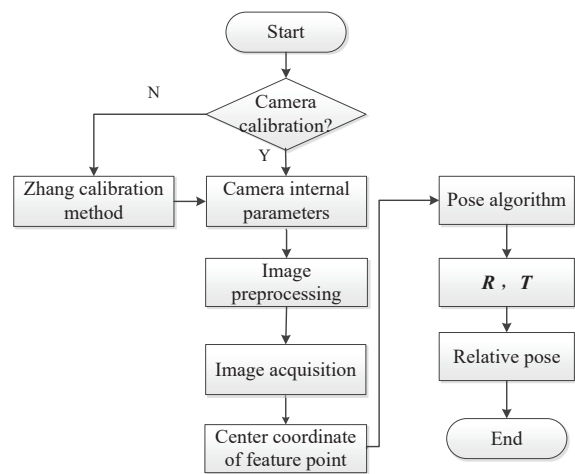 Start
Camera
calibration?
N
Y
Zhang calibration
method
Camera internal
parameters
Image
preprocessing
Image acquisition
Center coordinate
of feature point
Pose algorithm
R , T
Relative pose
End